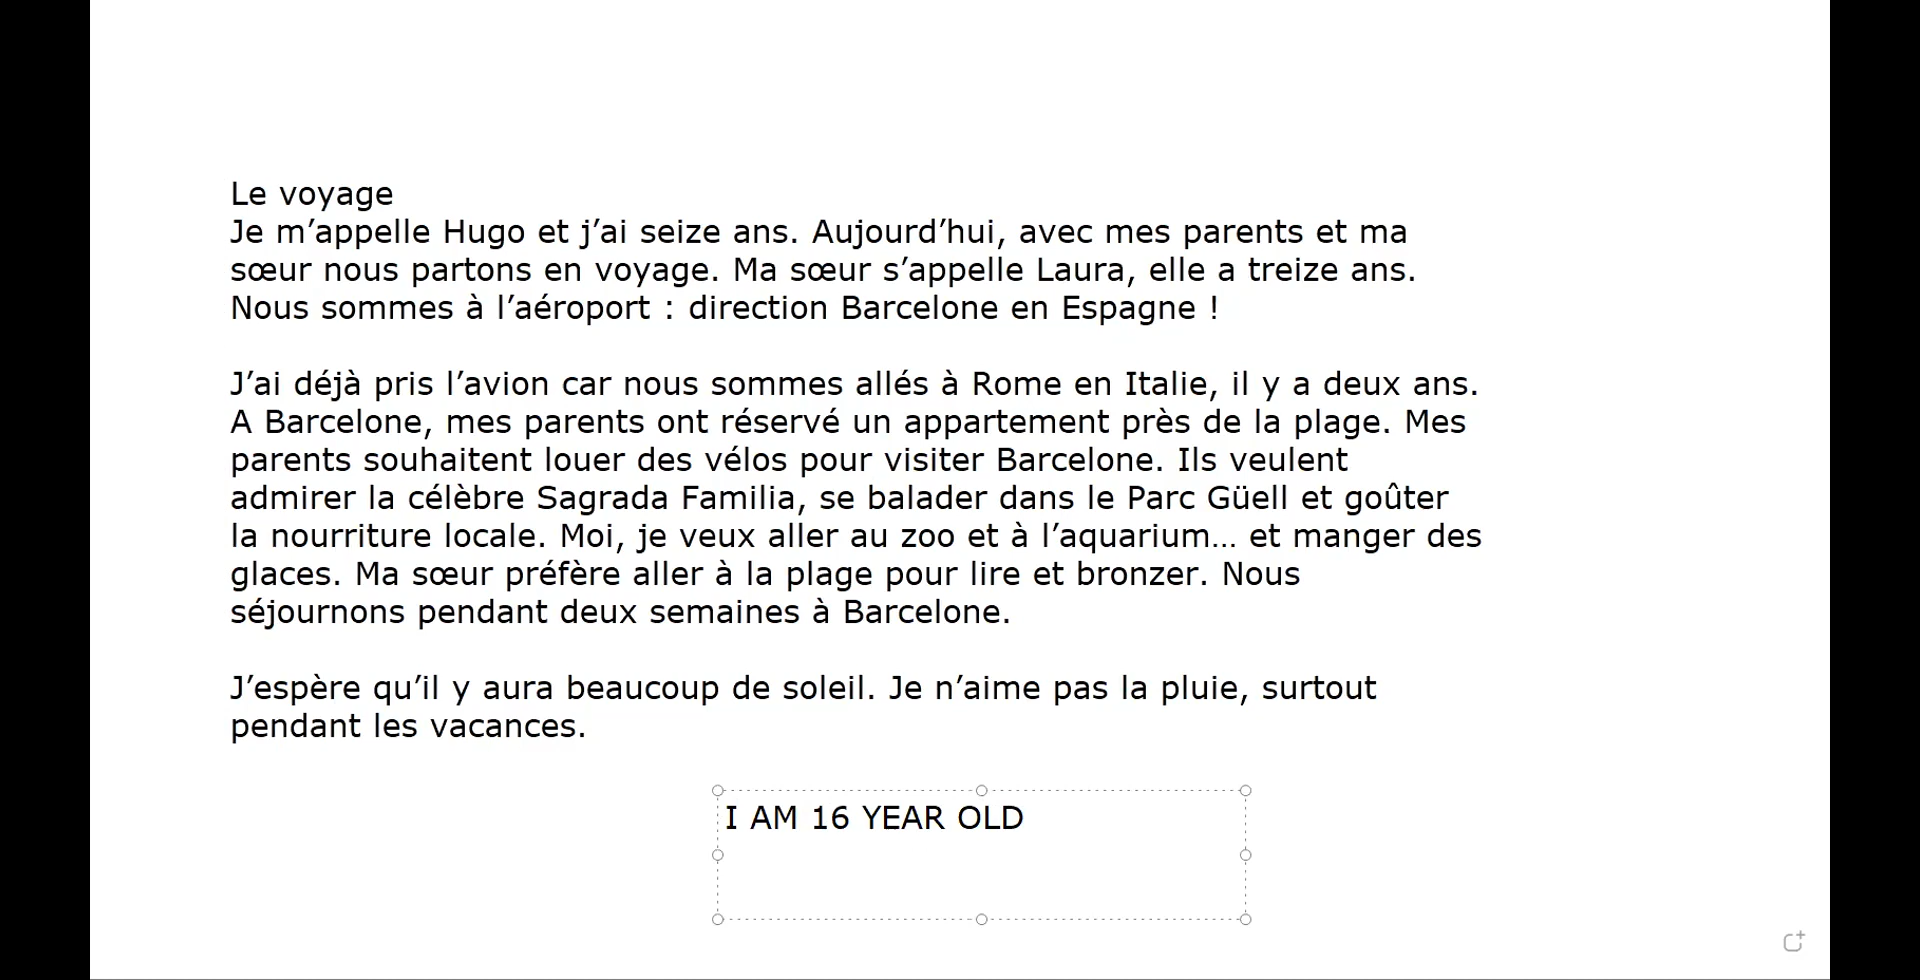 Le voyage
Je m’appelle Hugo et j’ai seize ans. Aujourd’hui, avec mes parents et ma
sœur nous partons en voyage. Ma sœur s’appelle Laura, elle a treize ans.
Nous sommes à l’aéroport : direction Barcelone en Espagne !
J’ai déjà pris l’avion car nous sommes allés à Rome en Italie, il y a deux ans.
A Barcelone, mes parents ont réservé un appartement près de la plage. Mes
parents souhaitent louer des vélos pour visiter Barcelone. Ils veulent
admirer la célèbre Sagrada Familia, se balader dans le Parc Güell et goûter
la nourriture locale. Moi, je veux aller au zoo et à l’aquarium… et manger des
glaces. Ma sœur préfère aller à la plage pour lire et bronzer. Nous
séjournons pendant deux semaines à Barcelone.
J’espère qu’il y aura beaucoup de soleil. Je n’aime pas la pluie, surtout
pendant les vacances.
I AM 16 YEAR OLD